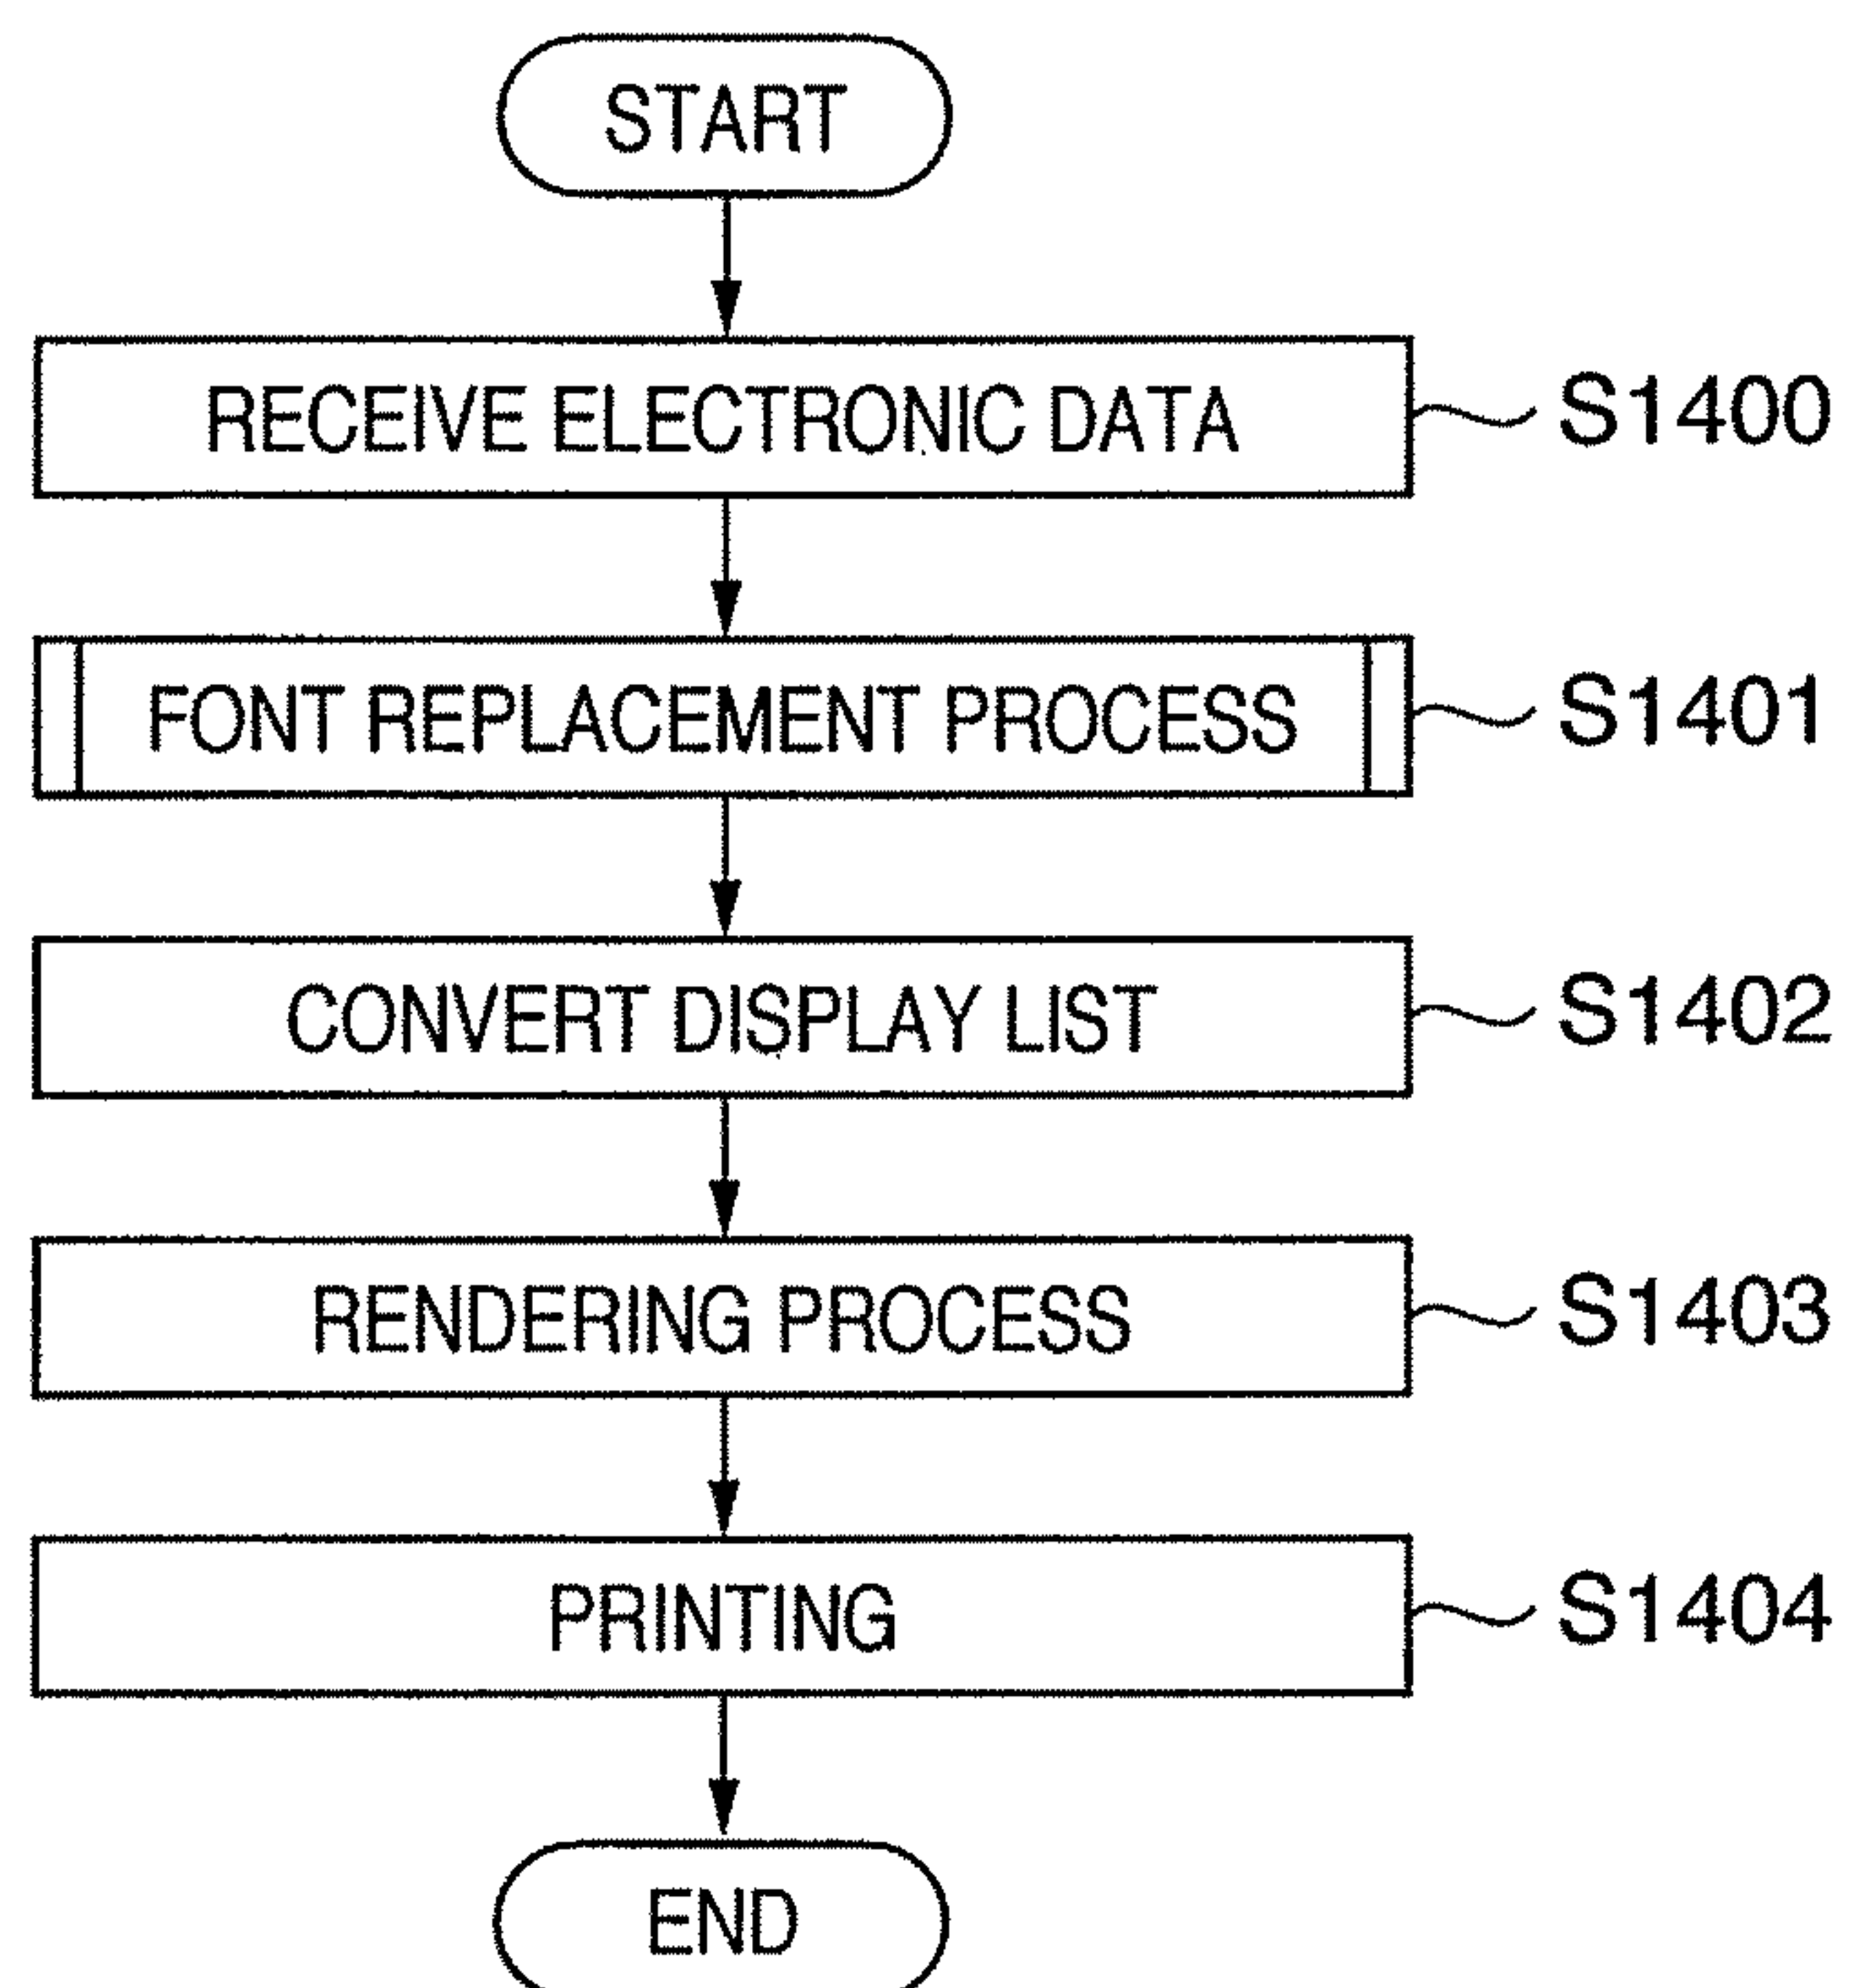 START
RECEIVE ELECTRONIC DATA S1400
FONT REPLACEMENT PROCESS S1401
CONVERT DISPLAY LIST S1402
RENDERING PROCESS S1403
PRINTING S1404
END